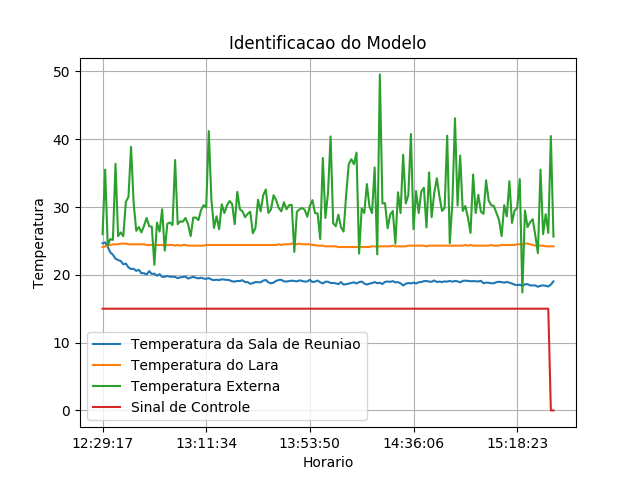 Identificacao do Modelo
Temperatura
50
40
30
20
10
0
Temperatura da Sala de Reuniao
Temperatura do Lara
Temperatura Externa
Sinal de Controle
12:29:17 13:11:34 13:53:50 14:36:06 15:18:23
Horario